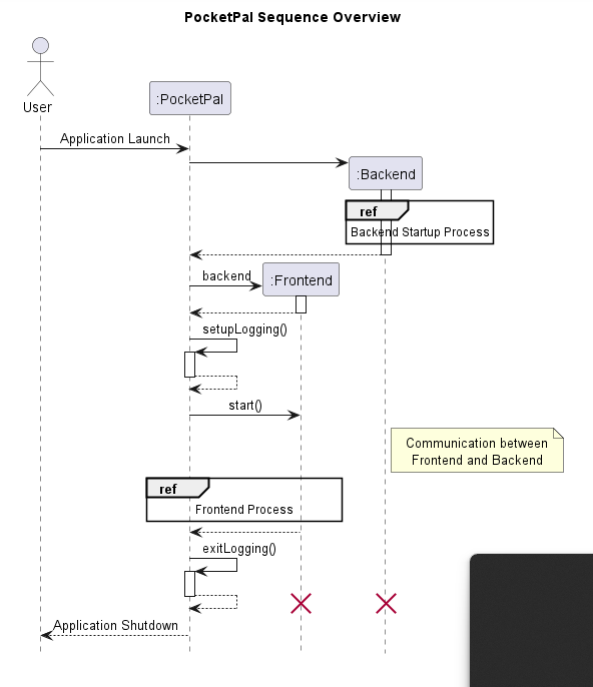 PocketPal Sequence Overview
User
:PocketPal
Application Launch
:Backend
ref
Backend Startup Process
backend
:Frontend
setupLogging()
start()
Communication between
Frontend and Backend
ref
Frontend Process
exitLogging()
Application Shutdown